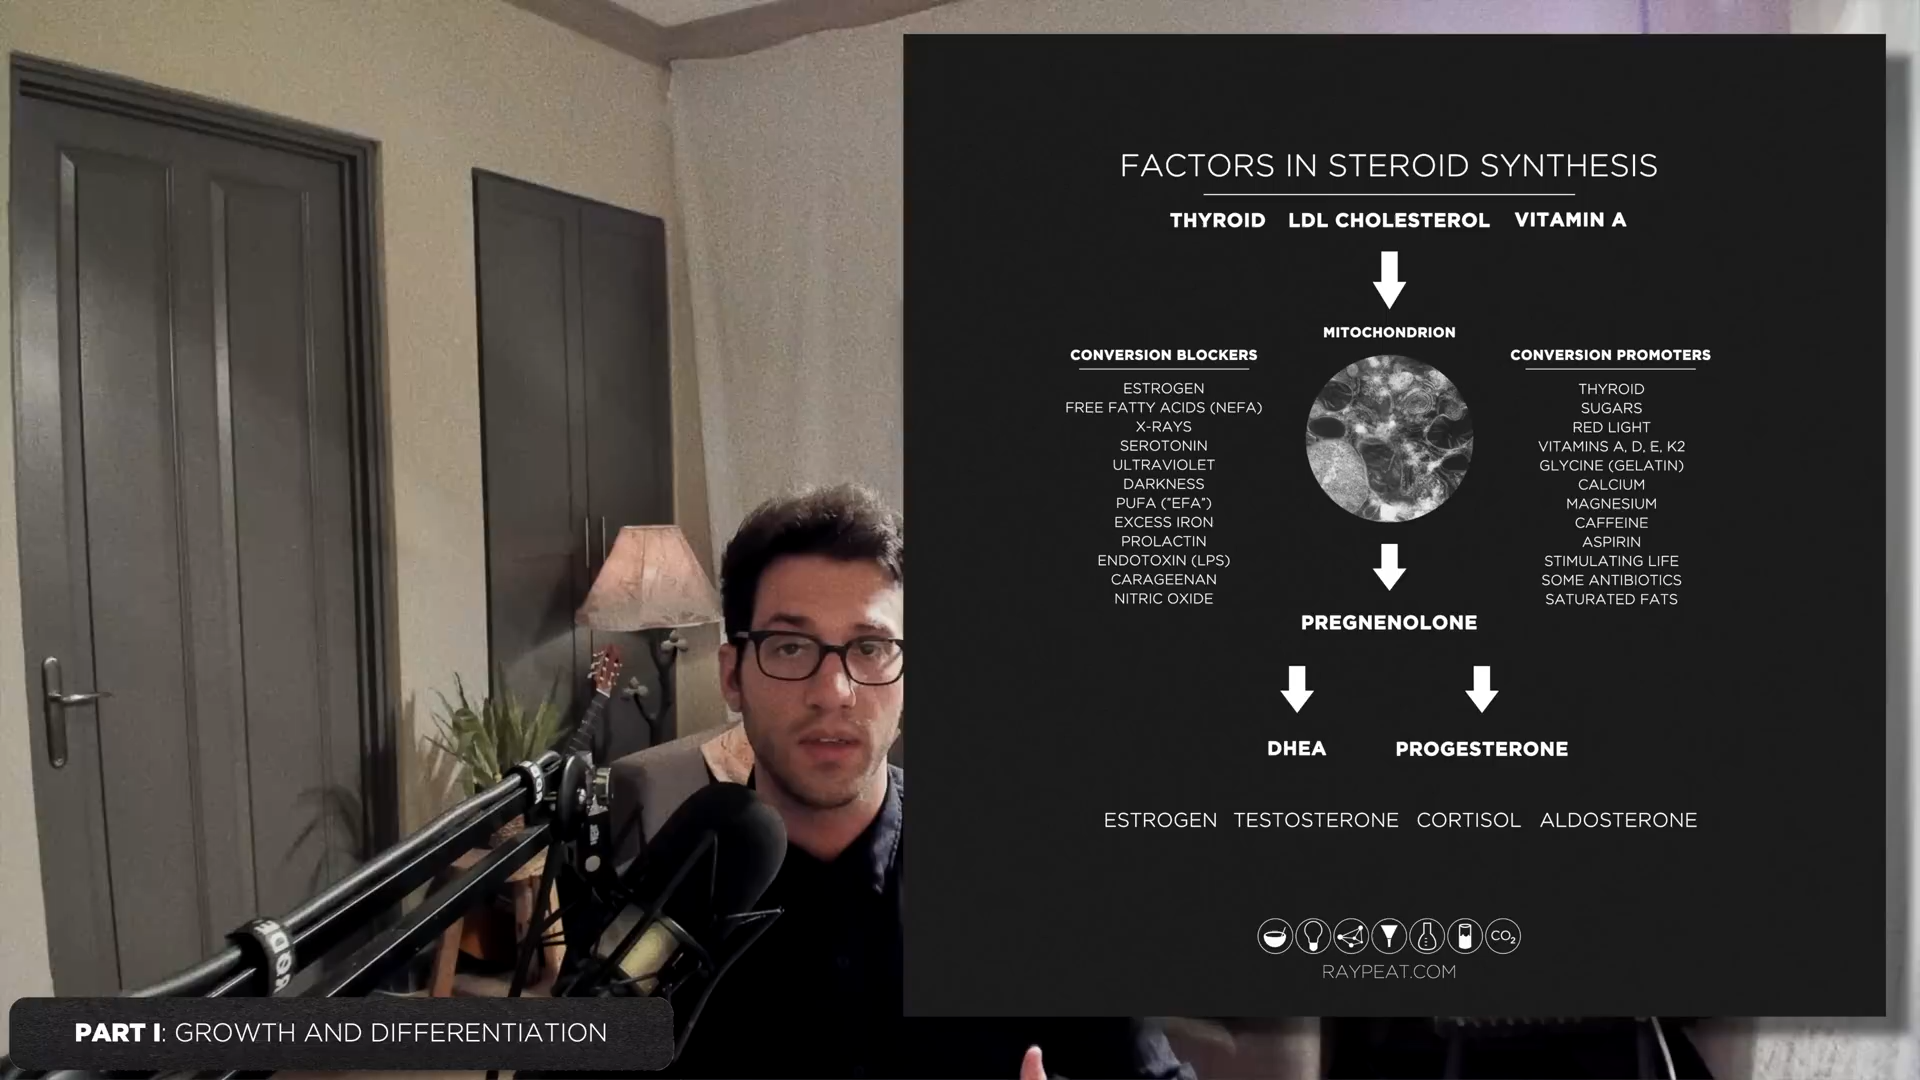 FACTORS IN STEROID SYNTHESIS
THYROID LDL CHOLESTEROL VITAMIN A
MITOCHONDRION
CONVERSION BLOCKERS
ESTROGEN
FREE FATTY ACIDS (NEFA)
X-RAYS
SEROTONIN
ULTRAVIOLET
DARKNESS
PUFA ("EFA")
EXCESS IRON
PROLACTIN
ENDOTOXIN (LPS)
CARAGEENAN
NITRIC OXIDE
CONVERSION PROMOTERS
THYROID
SUGARS
RED LIGHT
VITAMINS A, D, E, K2
GLYCINE (GELATIN)
CALCIUM
MAGNESIUM
CAFFEINE
ASPIRIN
STIMULATING LIFE
SOME ANTIBIOTICS
SATURATED FATS
PREGNENOLONE
DHEA PROGESTERONE
ESTROGEN TESTOSTERONE CORTISOL ALDOSTERONE
CO₂
RAYPEAT.COM
PART I: GROWTH AND DIFFERENTIATION